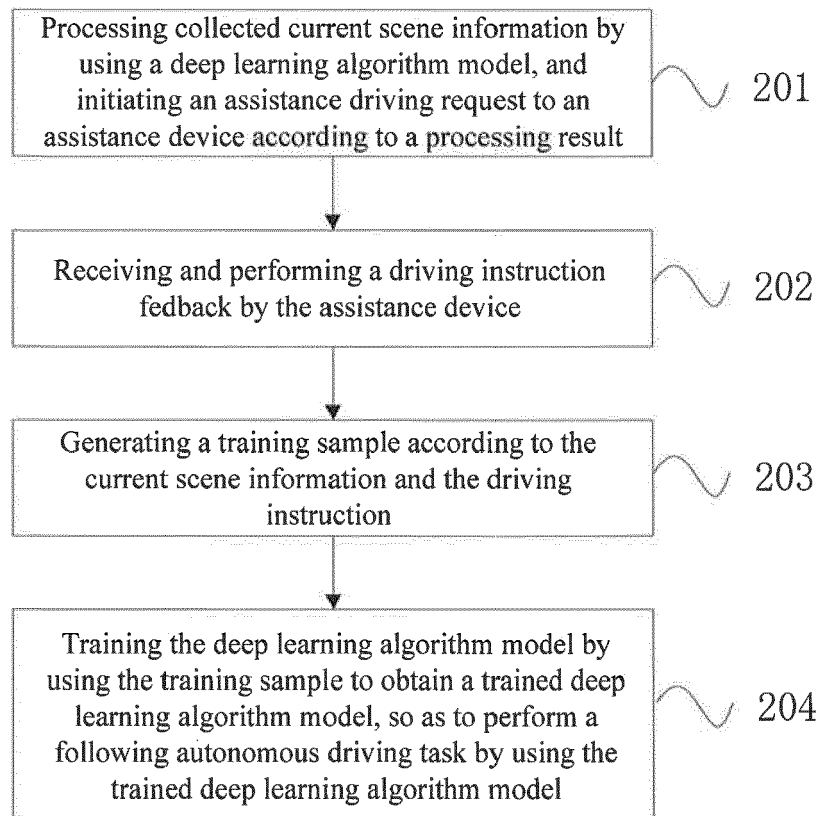 Processing collected current scene information by
using a deep learning algorithm model, and
initiating an assistance driving request to an
assistance device according to a processing result
201
Receiving and performing a driving instruction
fedback by the assistance device
202
Generating a training sample according to the
current scene information and the driving
instruction
203
Training the deep learning algorithm model by
using the training sample to obtain a trained deep
learning algorithm model, so as to perform a
following autonomous driving task by using the
trained deep learning algorithm model
204